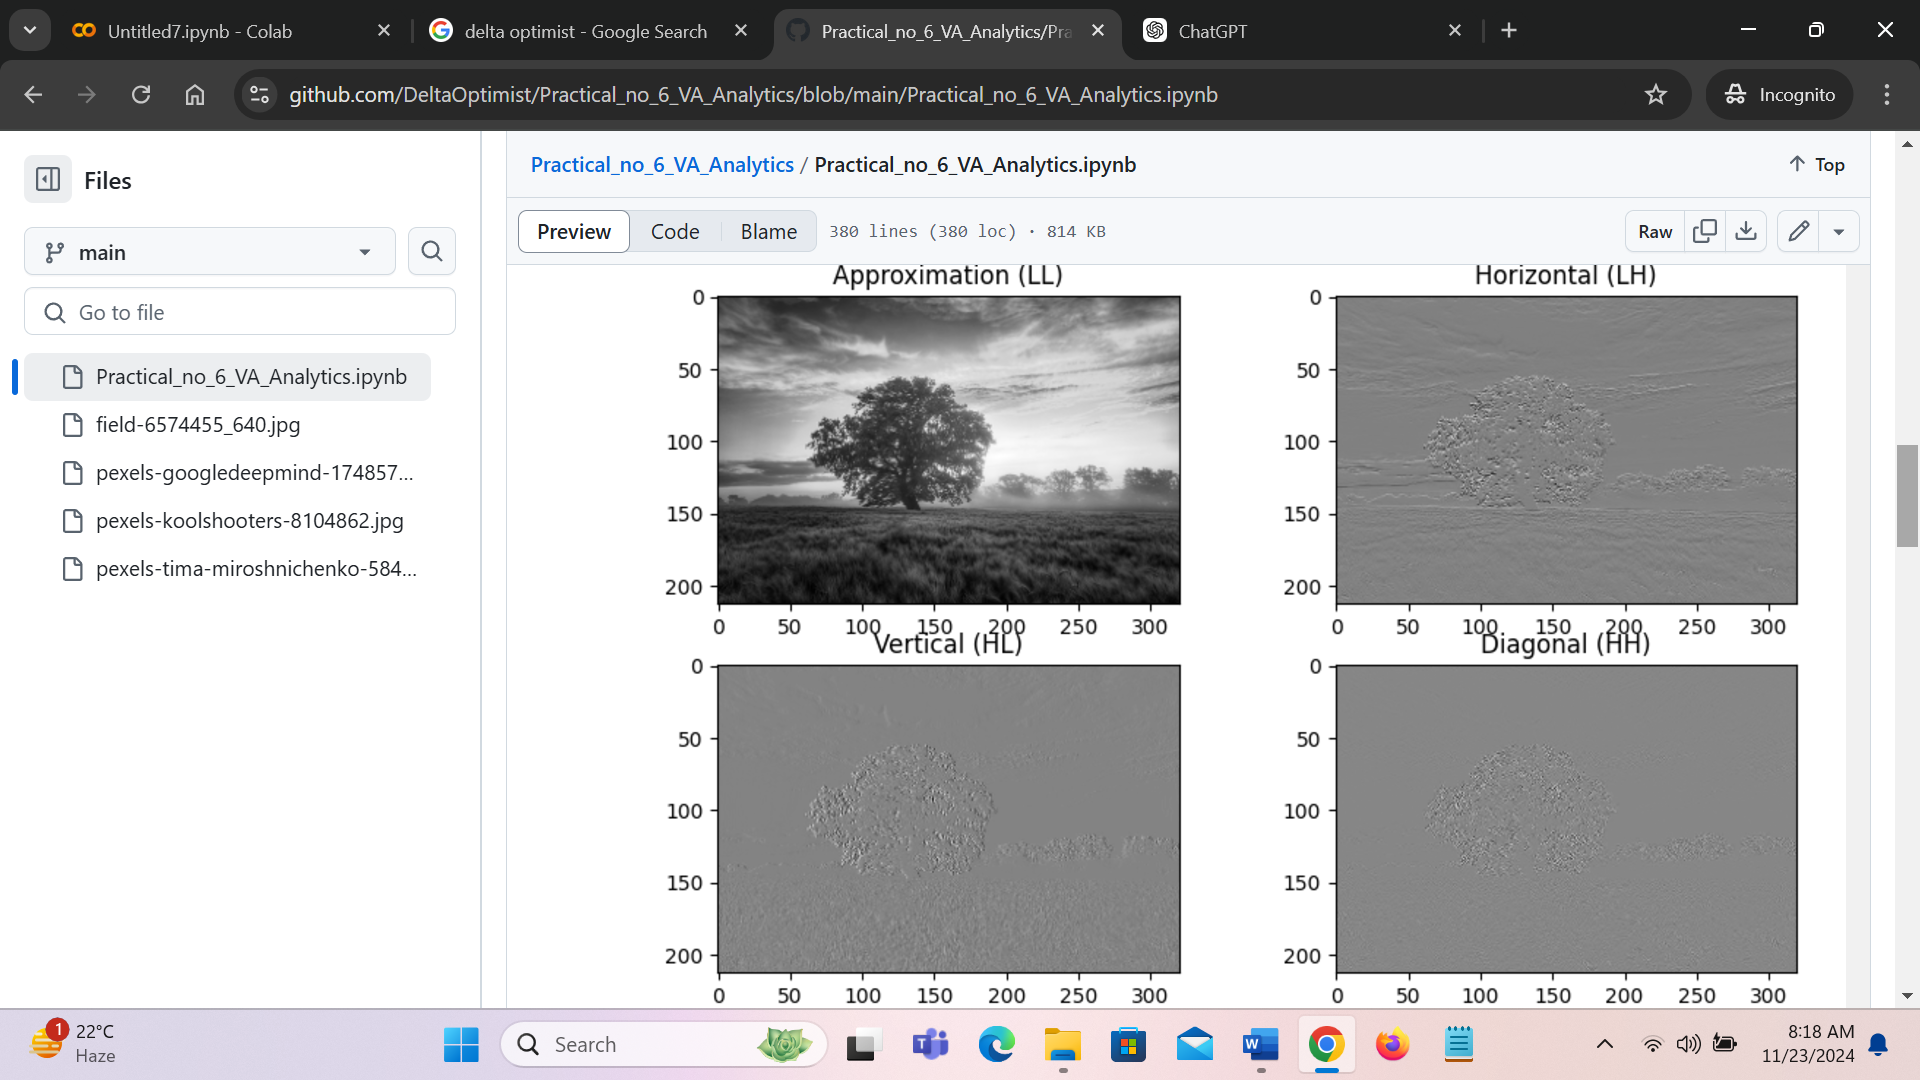 Untitled7.ipynb - Colab
delta optimist - Google Search
Practical_no_6_VA_Analytics/Pra
ChatGPT
github.com/DeltaOptimist/Practical_no_6_VA_Analytics/blob/main/Practical_no_6_VA_Analytics.ipynb
Incognito
Files
main
Go to file
Practical_no_6_VA_Analytics.ipynb
field-6574455_640.jpg
pexels-googledeepmind-174857...
pexels-koolshooters-8104862.jpg
pexels-tima-miroshnichenko-584...
Practical_no_6_VA_Analytics / Practical_no_6_VA_Analytics.ipynb
Top
Preview Code Blame 380 lines (380 loc) · 814 KB
Raw
Approximation (LL)
0
50
100
150
200
0 50 100 150 200 250 300
Horizontal (LH)
0
50
100
150
200
0 50 100 150 200 250 300
Vertical (HL)
0
50
100
150
200
0 50 100 150 200 250 300
Diagonal (HH)
0
50
100
150
200
0 50 100 150 200 250 300
1
22°C
Haze
Search
8:18 AM
11/23/2024